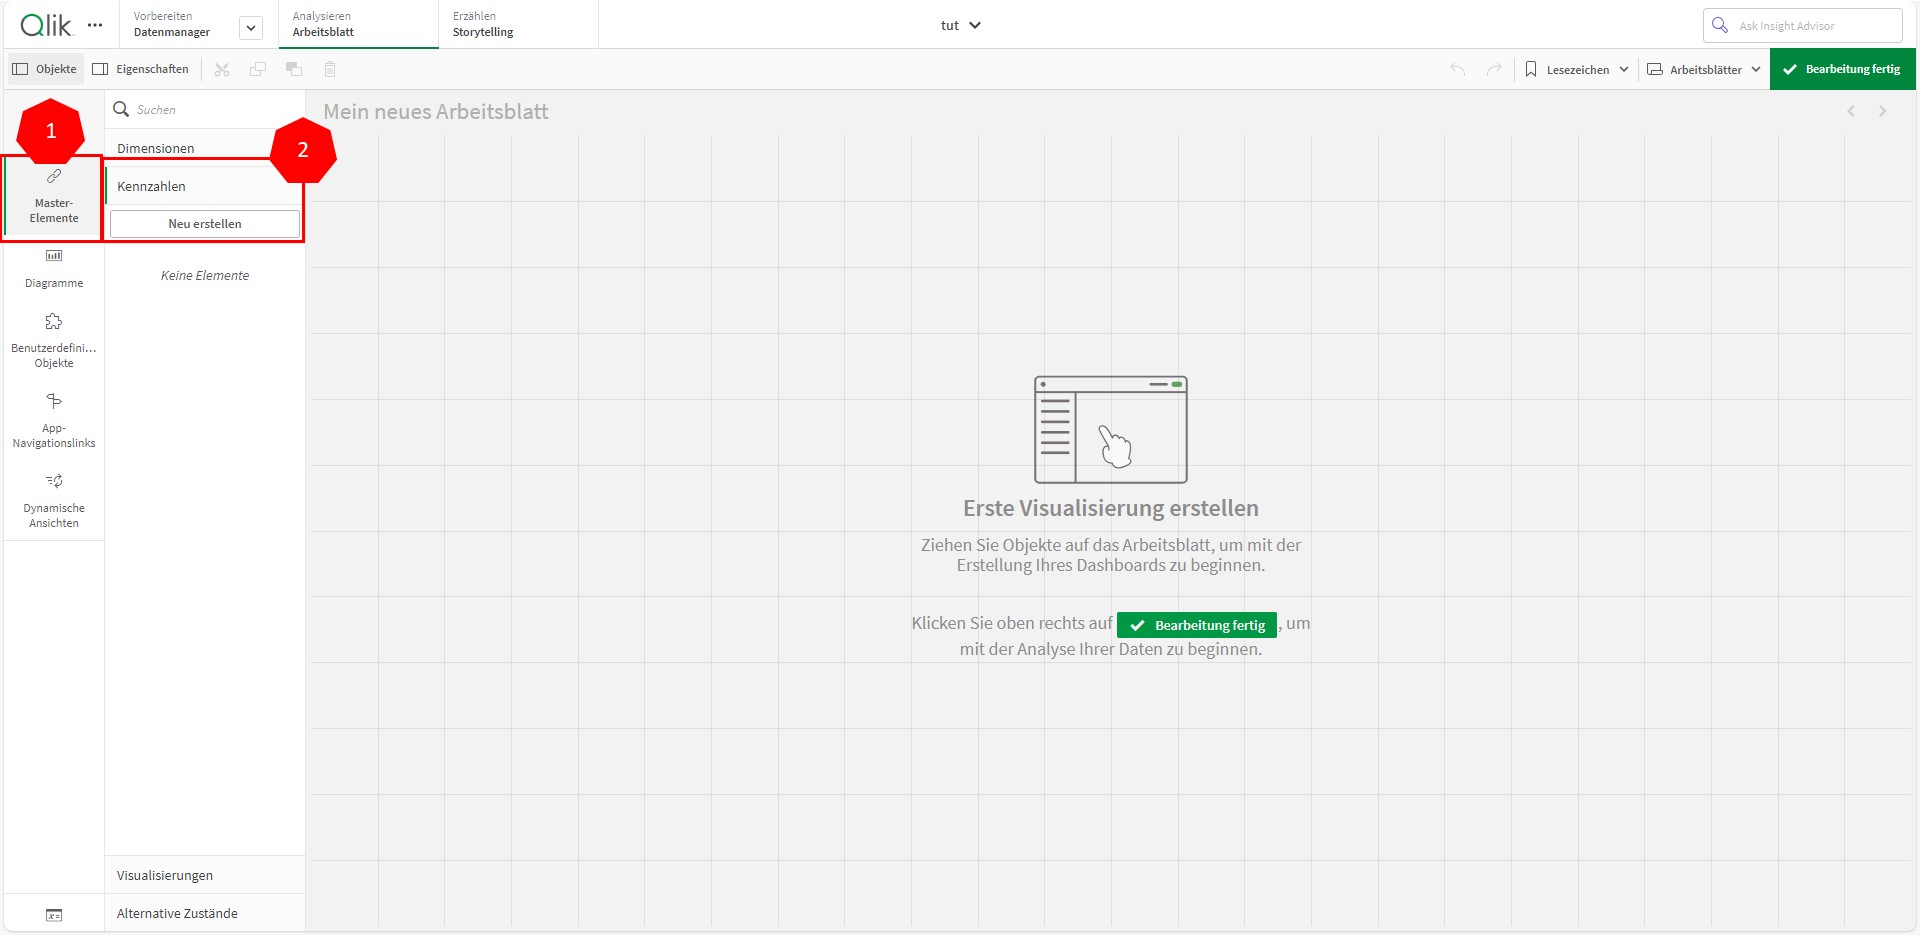 Qlik
Vorbereiten
Datenmanager
Analysieren
Arbeitsblatt
Erzählen
Storytelling
tut
Ask Insight Advisor
Objekte
Eigenschaften
Lesezeichen
Arbeitsblätter
Bearbeitung fertig
1
Master-
Elemente
Diagramme
Benutzerdefini...
Objekte
App-
Navigationslinks
Dynamische
Ansichten
x=
Suchen
Dimensionen
2
Kennzahlen
Neu erstellen
Keine Elemente
Visualisierungen
Alternative Zustände
Mein neues Arbeitsblatt
Erste Visualisierung erstellen
Ziehen Sie Objekte auf das Arbeitsblatt, um mit der
Erstellung Ihres Dashboards zu beginnen.
Klicken Sie oben rechts auf Bearbeitung fertig, um
mit der Analyse Ihrer Daten zu beginnen.